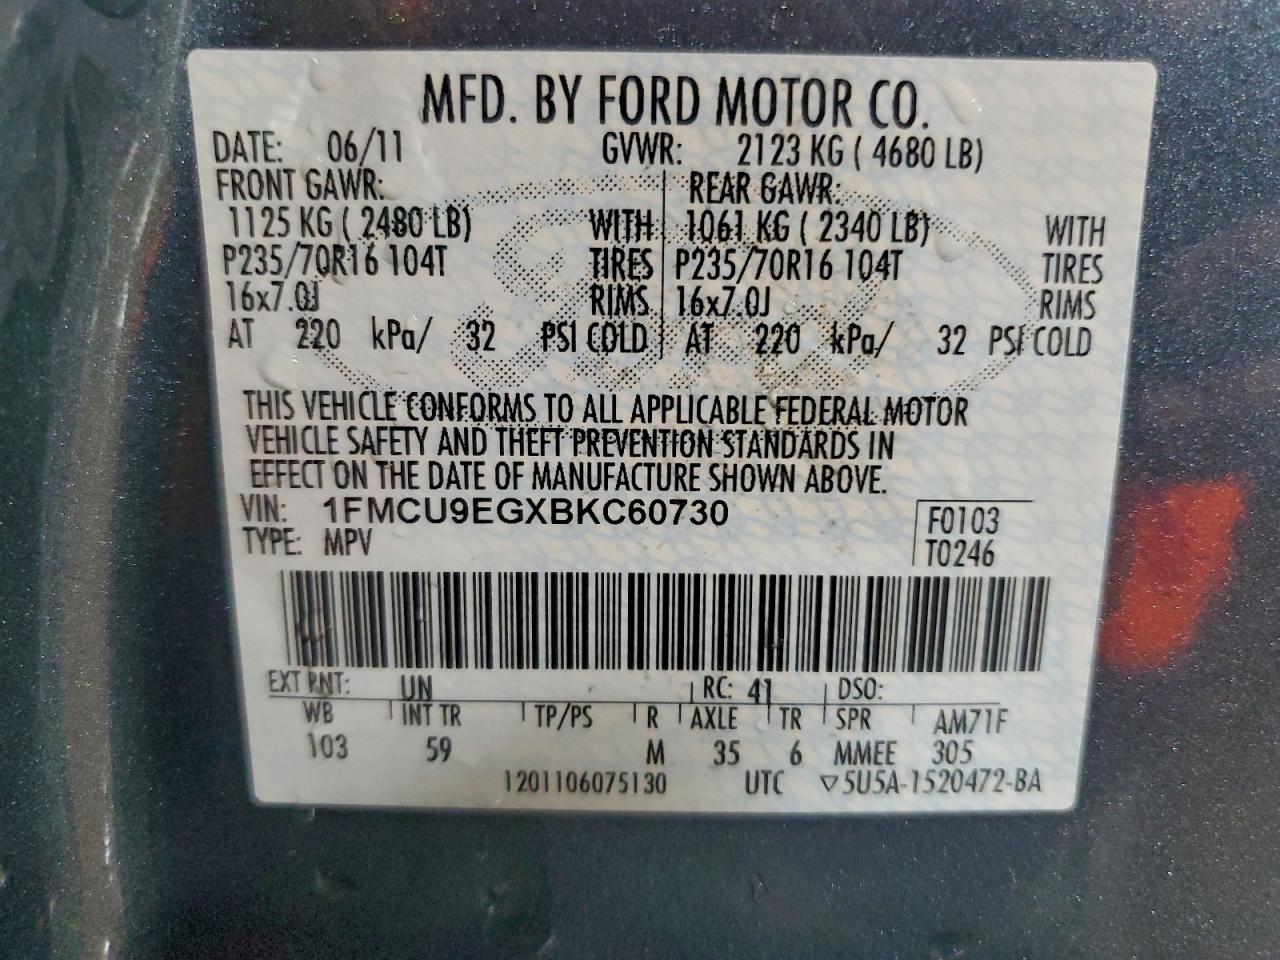 MFD. BY FORD MOTOR CO.
DATE: 06/11 GVWR: 2123 KG ( 4680 LB)
FRONT GAWR: REAR GAWR:
1125 KG ( 2480 LB) WITH 1061 KG ( 2340 LB) WITH
P235/70R16 104T TIRES P235/70R16 104T TIRES
16x7.0J RIMS 16x7.0J RIMS
AT 220 kPa/ 32 PSI COLD AT 220 kPa/ 32 PSI COLD
THIS VEHICLE CONFORMS TO ALL APPLICABLE FEDERAL MOTOR
VEHICLE SAFETY AND THEFT PREVENTION STANDARDS IN
EFFECT ON THE DATE OF MANUFACTURE SHOWN ABOVE.
VIN: 1FMCU9EGXBKC60730 F0103
TYPE: MPV T0246
EXT PNT: UN RC: 41 DSO:
WB INT TR TP/PS R AXLE TR SPR AM71F
103 59 M 35 6 MMEE 305
1201106075130 UTC ▽5U5A-1520472-BA